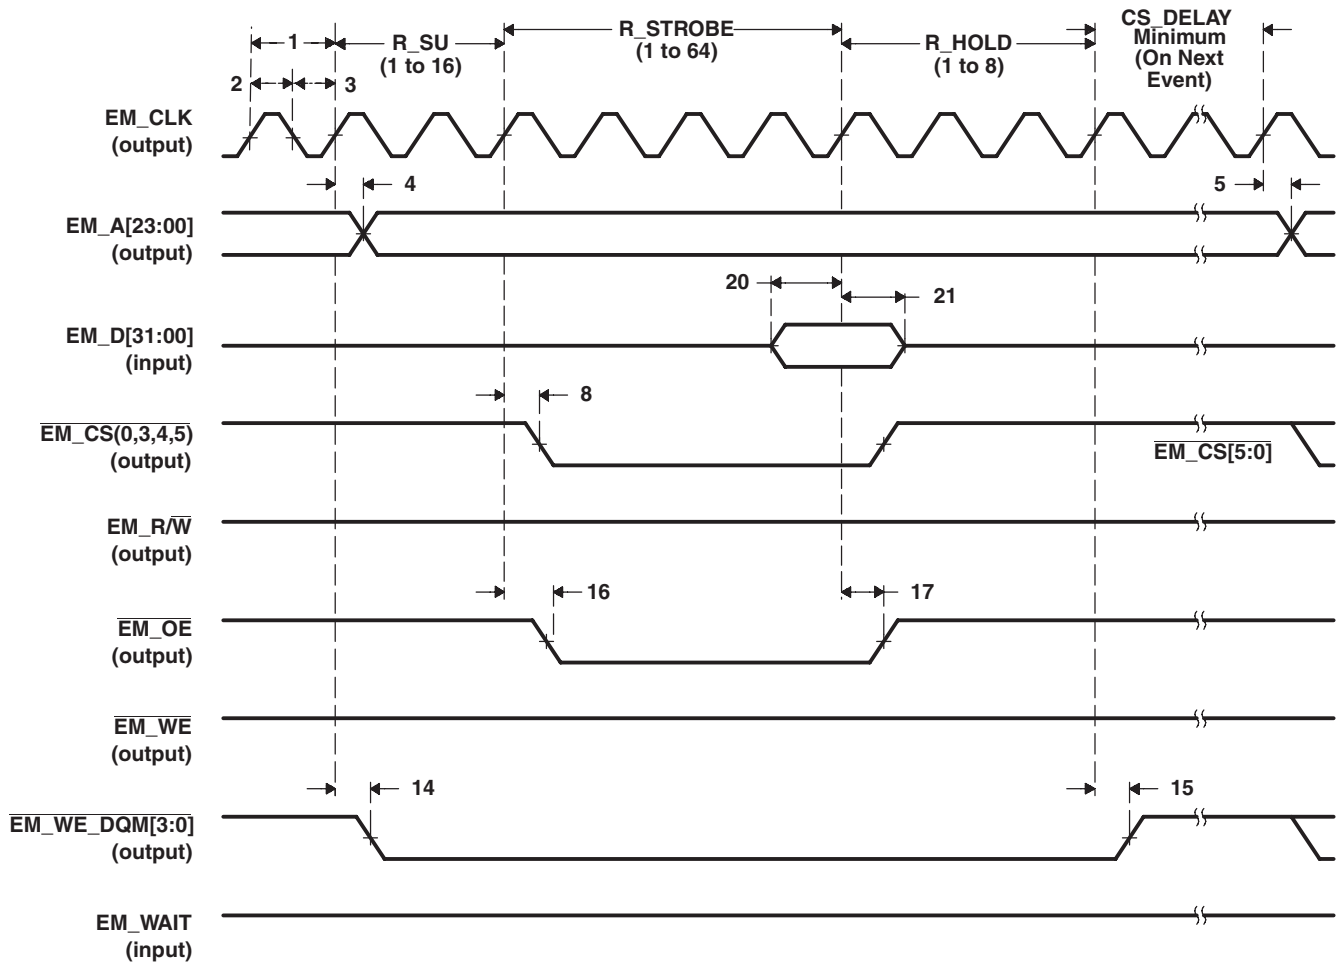 1
R_SU
(1 to 16)
R_STROBE
(1 to 64)
R_HOLD
(1 to 8)
CS_DELAY
Minimum
(On Next
Event)
2
3
EM_CLK
(output)
4
5
EM_A[23:00]
(output)
20
21
EM_D[31:00]
(input)
8
EM_CS(0,3,4,5)
(output)
EM_CS[5:0]
EM_R/W
(output)
16
17
EM_OE
(output)
EM_WE
(output)
14
15
EM_WE_DQM[3:0]
(output)
EM_WAIT
(input)